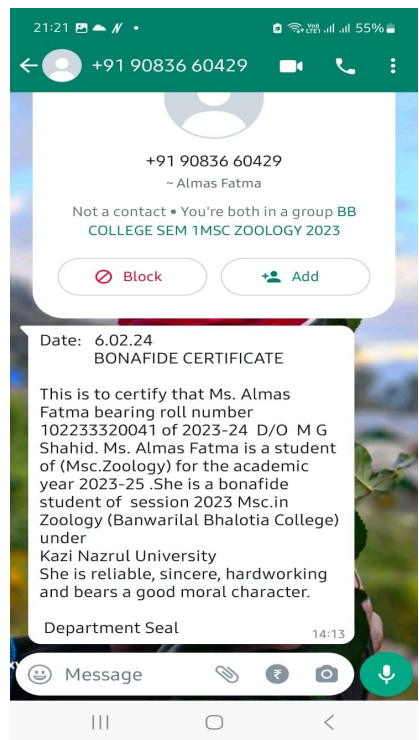 21:21 55%
+91 90836 60429
+91 90836 60429
~ Almas Fatma
Not a contact • You're both in a group BB
COLLEGE SEM 1MSC ZOOLOGY 2023
Block Add
Date: 6.02.24
BONAFIDE CERTIFICATE
This is to certify that Ms. Almas
Fatma bearing roll number
102233320041 of 2023-24 D/O M G
Shahid. Ms. Almas Fatma is a student
of (Msc.Zoology) for the academic
year 2023-25 .She is a bonafide
student of session 2023 Msc.in
Zoology (Banwarilal Bhalotia College)
under
Kazi Nazrul University
She is reliable, sincere, hardworking
and bears a good moral character.
Department Seal
14:13
Message